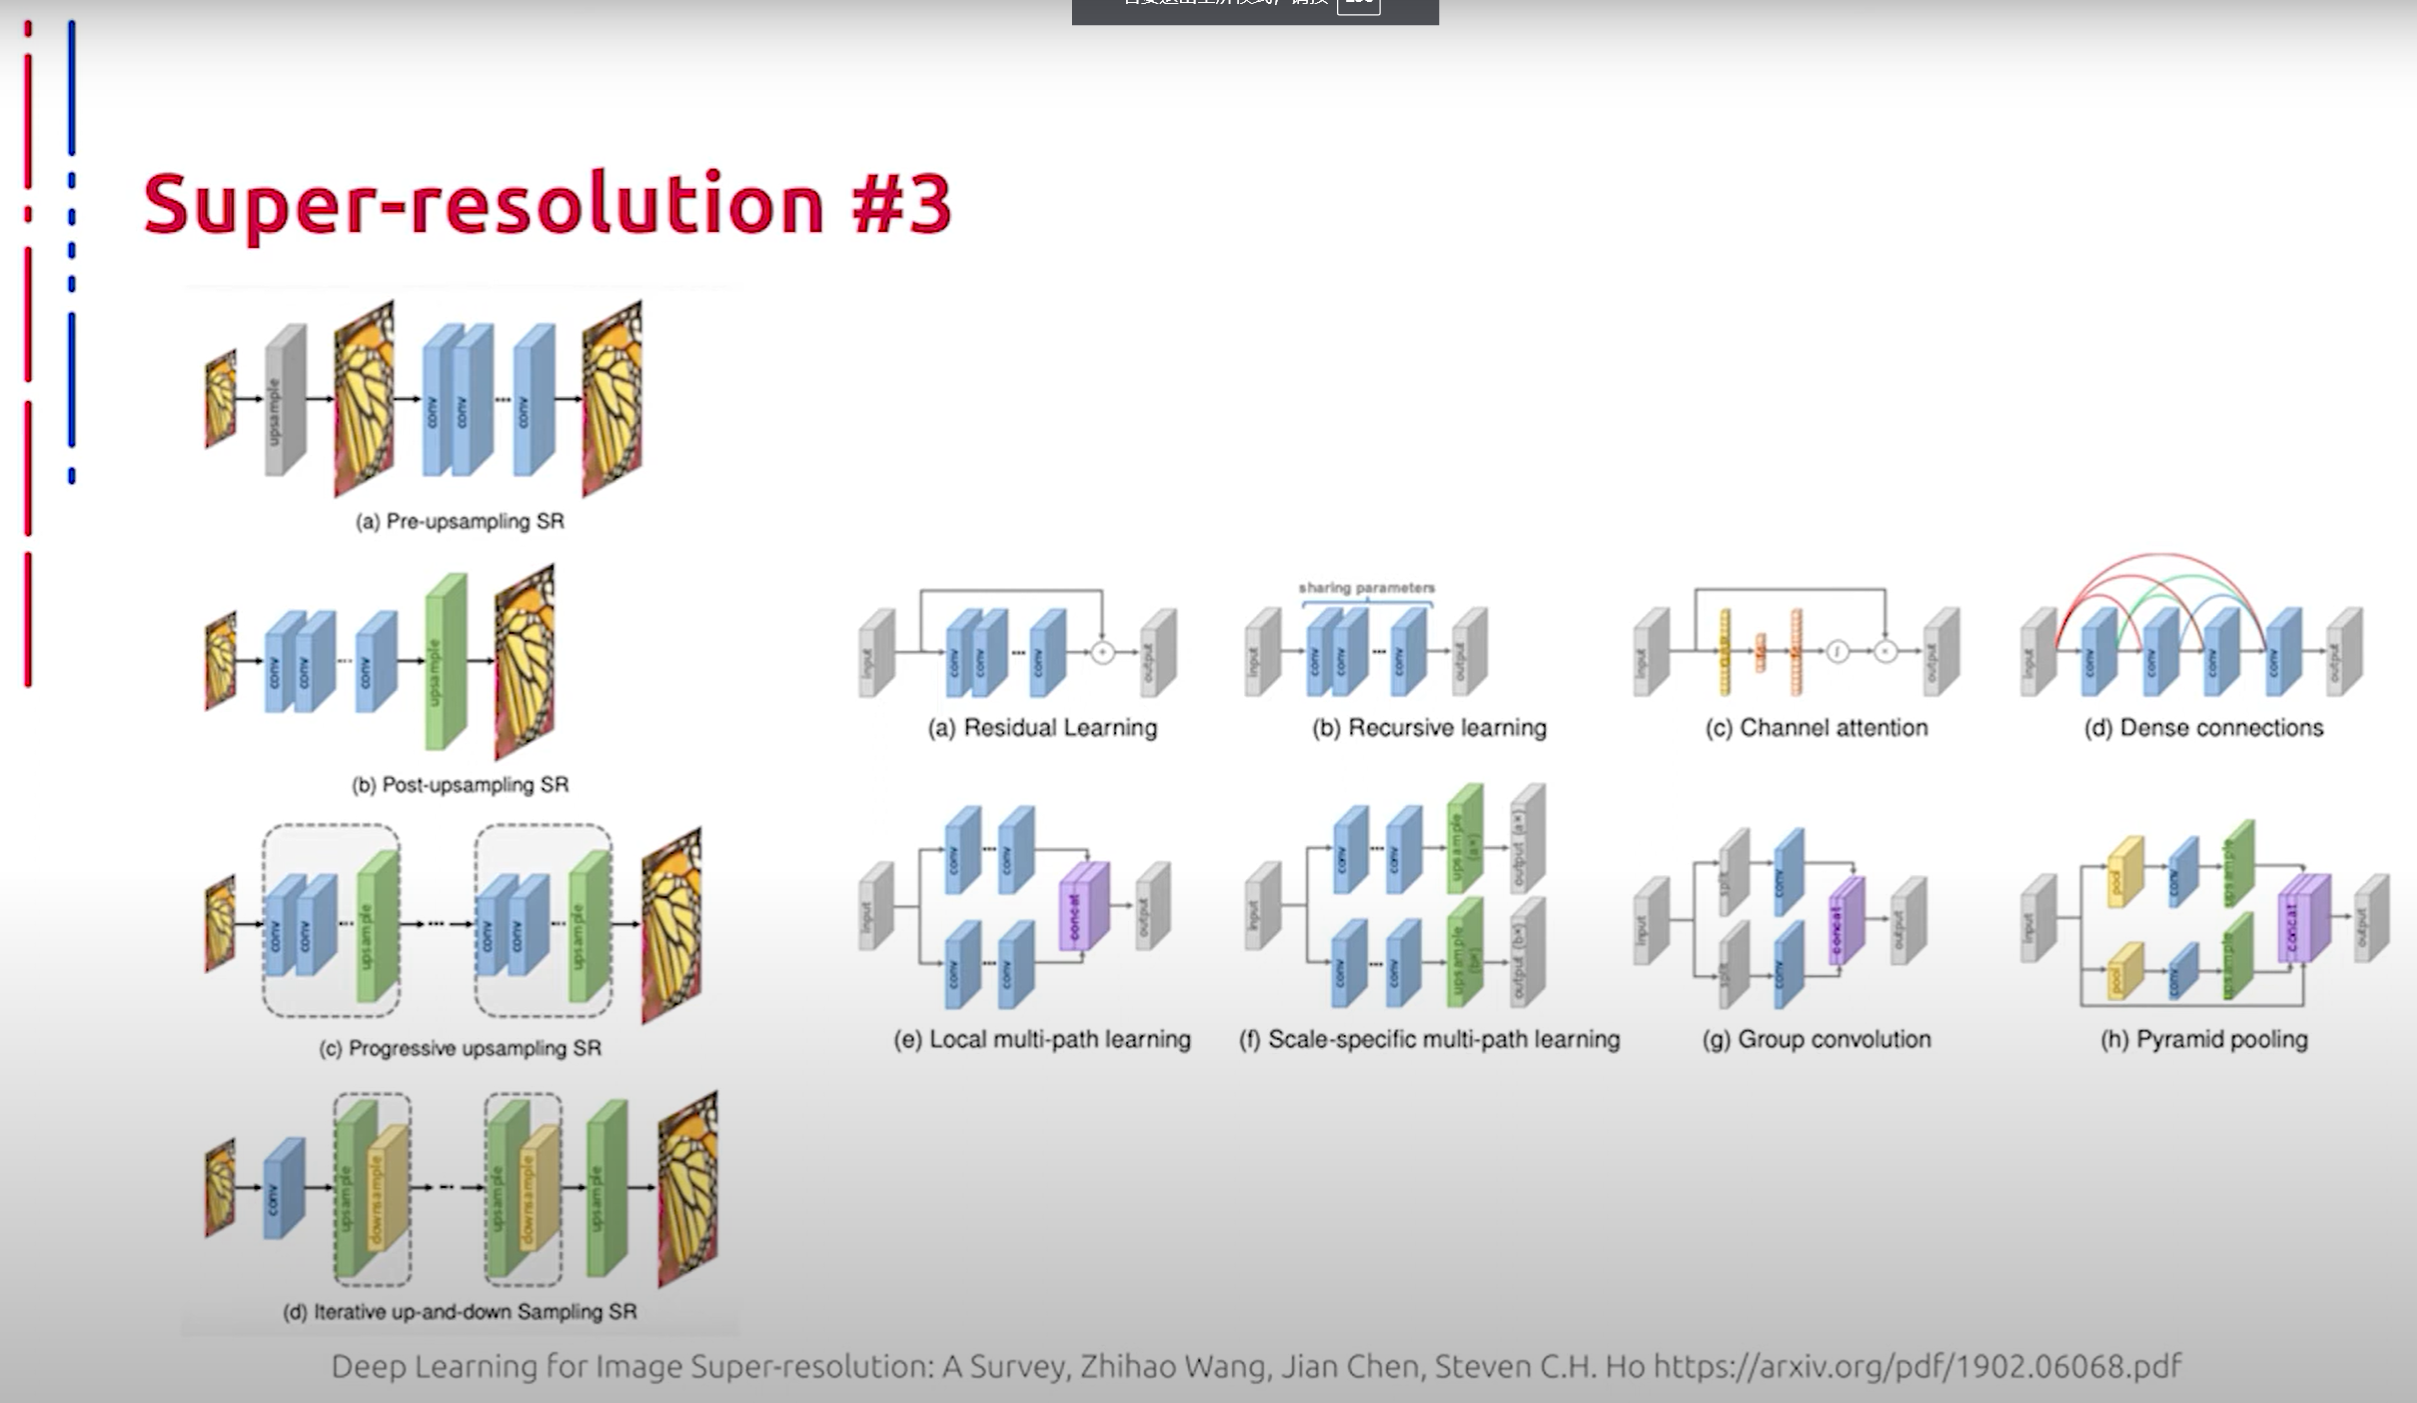 Super-resolution #3
upsample
conv
conv
...
conv
(a) Pre-upsampling SR
conv
conv
...
conv
upsample
(b) Post-upsampling SR
conv
conv
...
upsample
...
conv
conv
...
upsample
(c) Progressive upsampling SR
conv
upsample
downsample
...
upsample
downsample
upsample
(d) Iterative up-and-down Sampling SR
input
conv
conv
...
conv
+
output
(a) Residual Learning
sharing parameters
input
conv
conv
...
conv
output
(b) Recursive learning
input
×
output
(c) Channel attention
input
conv
conv
conv
conv
output
(d) Dense connections
input
conv
...
conv
conv
...
conv
concat
output
(e) Local multi-path learning
input
conv
...
conv
upsample
(a×)
output (a×)
conv
...
conv
upsample
(b×)
output (b×)
(f) Scale-specific multi-path learning
input
split
conv
split
conv
concat
output
(g) Group convolution
input
pool
conv
upsample
pool
conv
upsample
concat
output
(h) Pyramid pooling
Deep Learning for Image Super-resolution: A Survey, Zhihao Wang, Jian Chen, Steven C.H. Ho https://arxiv.org/pdf/1902.06068.pdf